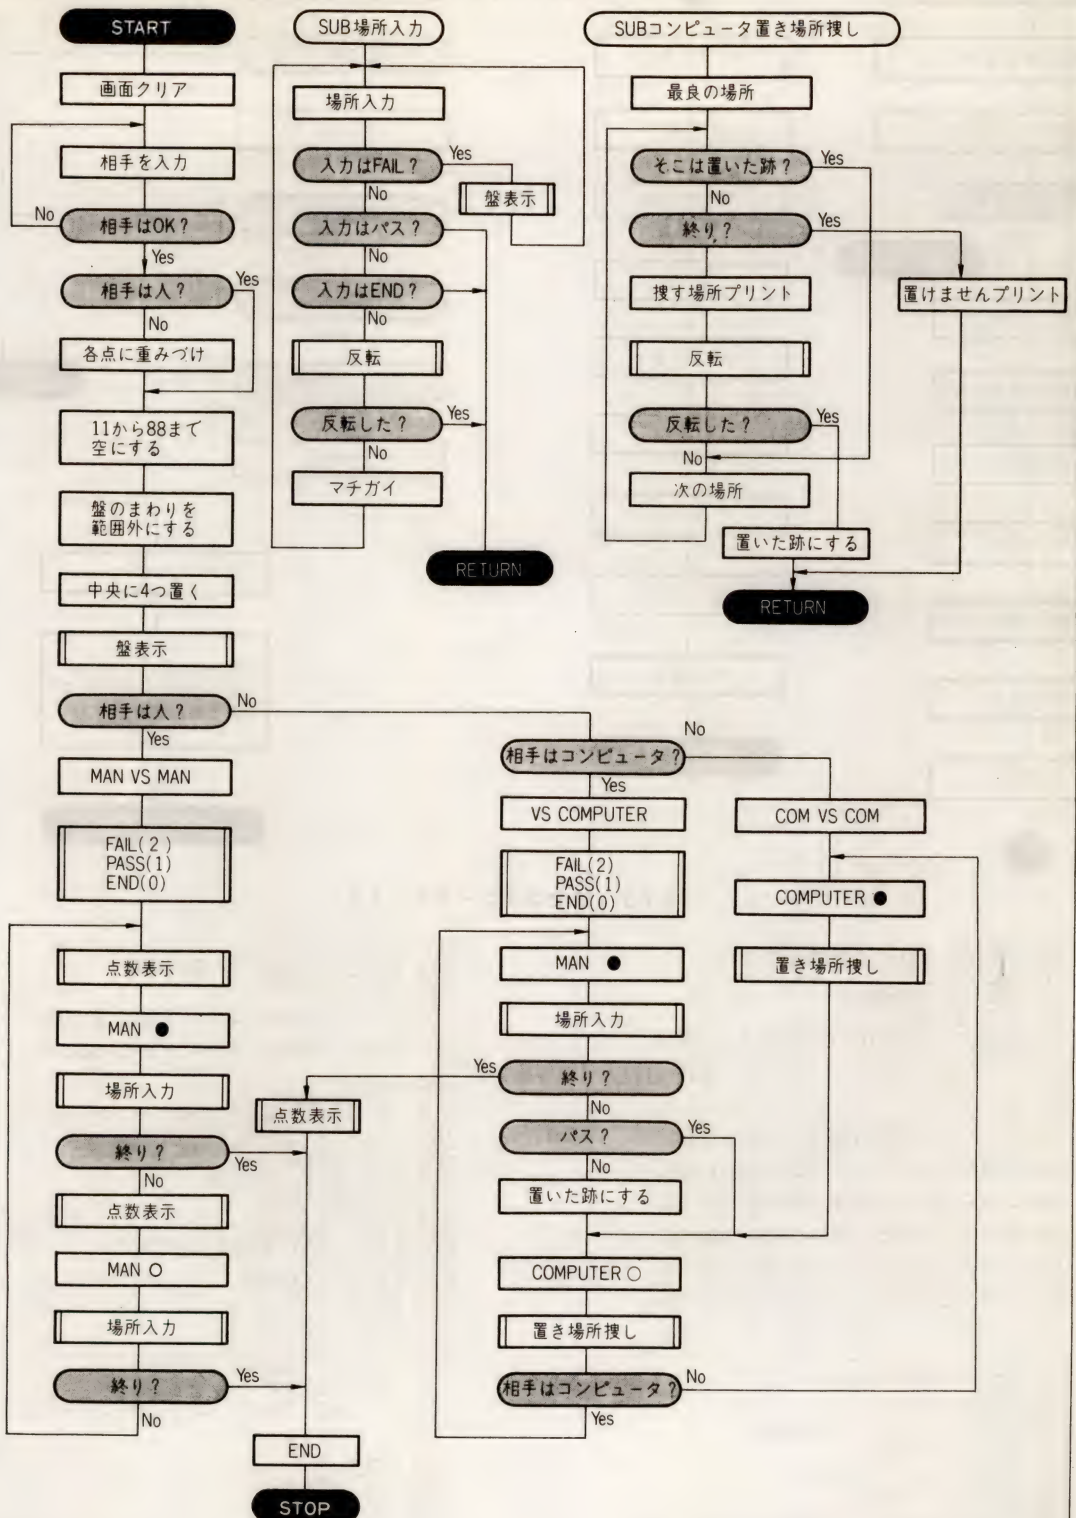 START
画面クリア
相手を入力
No
相手はOK?
Yes
相手は人?
Yes
No
各点に重みづけ
11から88まで
空にする
盤のまわりを
範囲外にする
中央に4つ置く
盤表示
相手は人?
No
Yes
MAN VS MAN
FAIL(2)
PASS(1)
END(0)
点数表示
MAN ●
場所入力
終り?
Yes
No
点数表示
MAN ○
場所入力
終り?
Yes
No
SUB場所入力
場所入力
入力はFAIL?
Yes
盤表示
No
入力はパス?
No
入力はEND?
No
反転
反転した?
Yes
No
マチガイ
RETURN
SUBコンピュータ置き場所捜し
最良の場所
そこは置いた跡?
Yes
No
終り?
Yes
捜す場所プリント
置けませんプリント
反転
反転した?
Yes
No
次の場所
置いた跡にする
RETURN
相手はコンピュータ?
No
Yes
VS COMPUTER
FAIL(2)
PASS(1)
END(0)
MAN ●
場所入力
Yes
終り?
点数表示
No
パス?
Yes
No
置いた跡にする
COMPUTER ○
置き場所捜し
相手はコンピュータ?
No
Yes
COM VS COM
COMPUTER ●
置き場所捜し
END
STOP